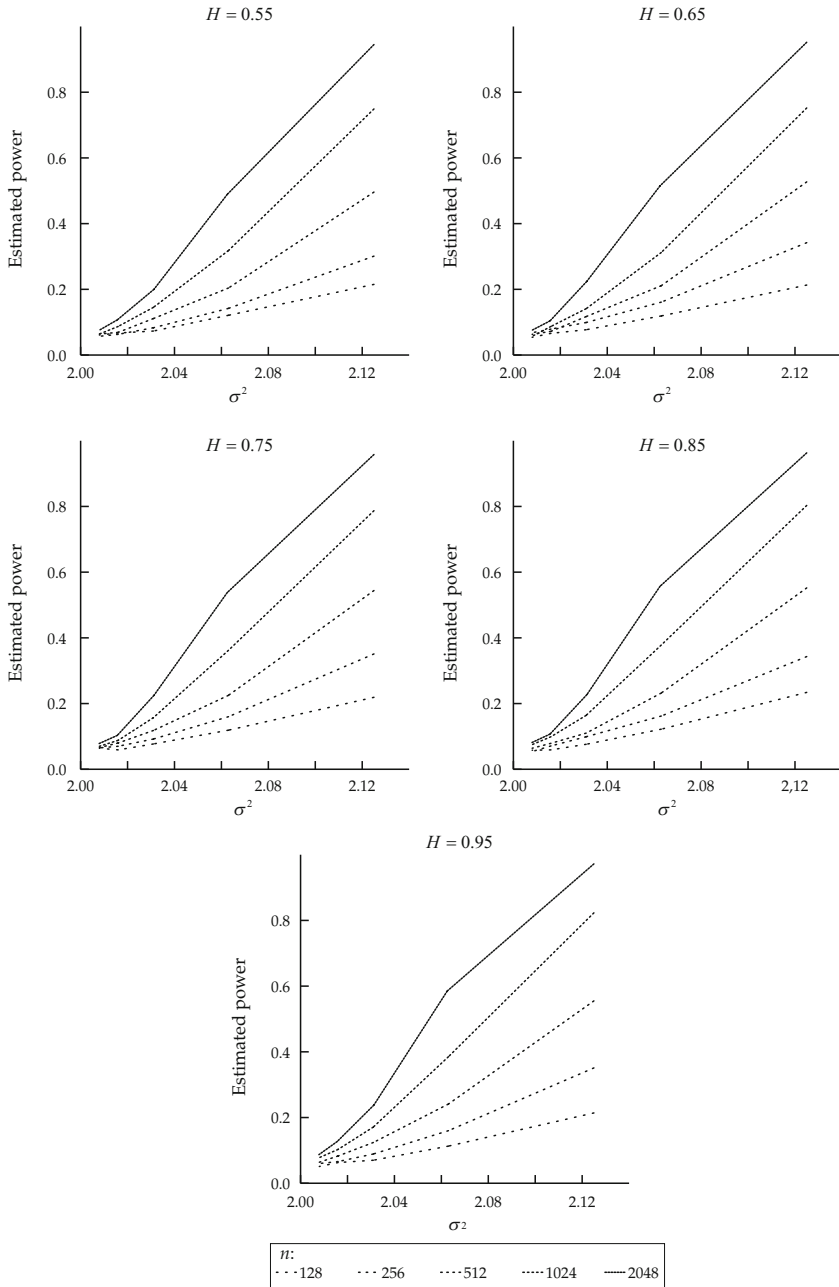 H = 0.55
Estimated power
0.8
0.6
0.4
0.2
0.0
2.00 2.04 2.08 2.12
σ²
H = 0.65
Estimated power
0.8
0.6
0.4
0.2
0.0
2.00 2.04 2.08 2.12
σ²
H = 0.75
Estimated power
0.8
0.6
0.4
0.2
0.0
2.00 2.04 2.08 2.12
σ²
H = 0.85
Estimated power
0.8
0.6
0.4
0.2
0.0
2.00 2.04 2.08 2,12
σ²
H = 0.95
Estimated power
0.8
0.6
0.4
0.2
0.0
2.00 2.04 2.08 2.12
σ²
n:
128 256 512 1024 2048